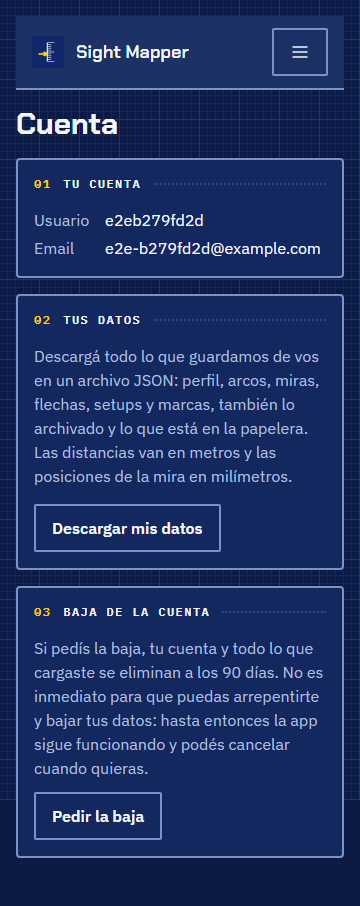 Sight Mapper
Cuenta
01 TU CUENTA
Usuario e2eb279fd2d
Email e2e-b279fd2d@example.com
02 TUS DATOS
Descargá todo lo que guardamos de vos
en un archivo JSON: perfil, arcos, miras,
flechas, setups y marcas, también lo
archivado y lo que está en la papelera.
Las distancias van en metros y las
posiciones de la mira en milímetros.
Descargar mis datos
03 BAJA DE LA CUENTA
Si pedís la baja, tu cuenta y todo lo que
cargaste se eliminan a los 90 días. No es
inmediato para que puedas arrepentirte
y bajar tus datos: hasta entonces la app
sigue funcionando y podés cancelar
cuando quieras.
Pedir la baja